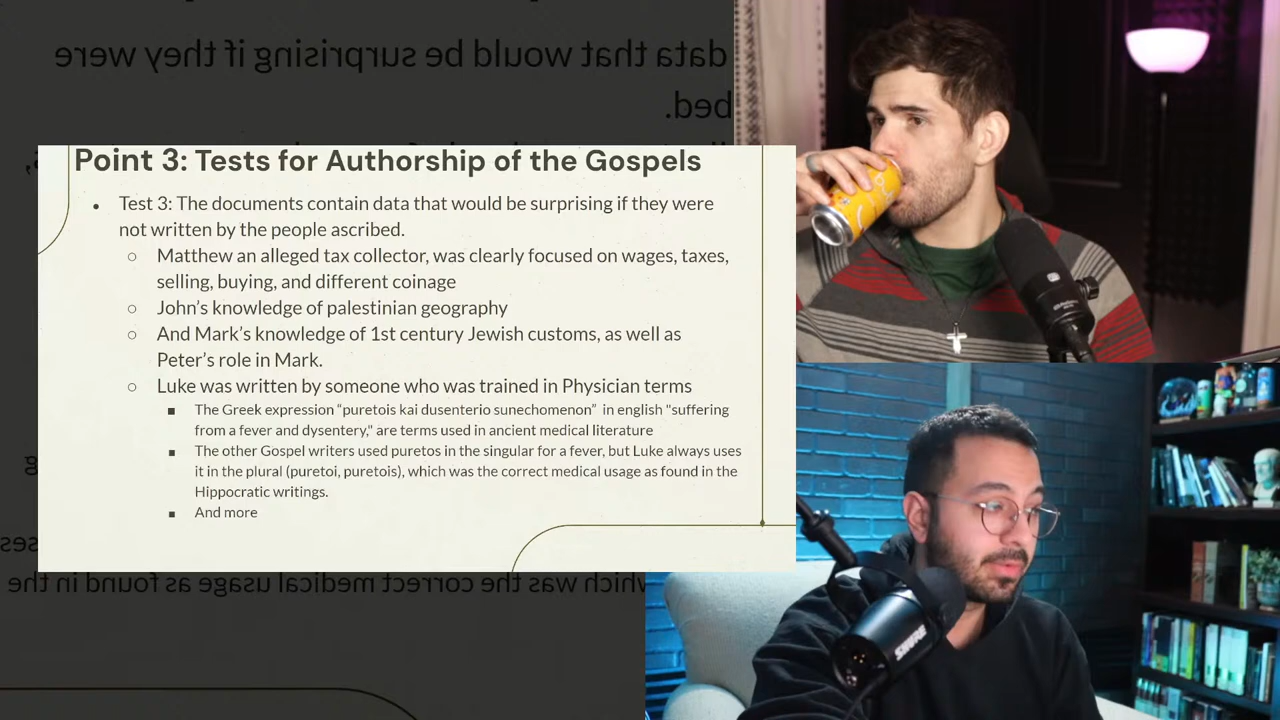 data that would be surprising if they were
bed.
Point 3: Tests for Authorship of the Gospels
• Test 3: The documents contain data that would be surprising if they were
not written by the people ascribed.
○ Matthew an alleged tax collector, was clearly focused on wages, taxes,
selling, buying, and different coinage
○ John's knowledge of palestinian geography
○ And Mark's knowledge of 1st century Jewish customs, as well as
Peter's role in Mark.
○ Luke was written by someone who was trained in Physician terms
■ The Greek expression "puretois kai dusenterio sunechomenon" in english "suffering
from a fever and dysentery," are terms used in ancient medical literature
■ The other Gospel writers used puretos in the singular for a fever, but Luke always uses
it in the plural (puretoi, puretois), which was the correct medical usage as found in the
Hippocratic writings.
■ And more
which was the correct medical usage as found in the
SHURE